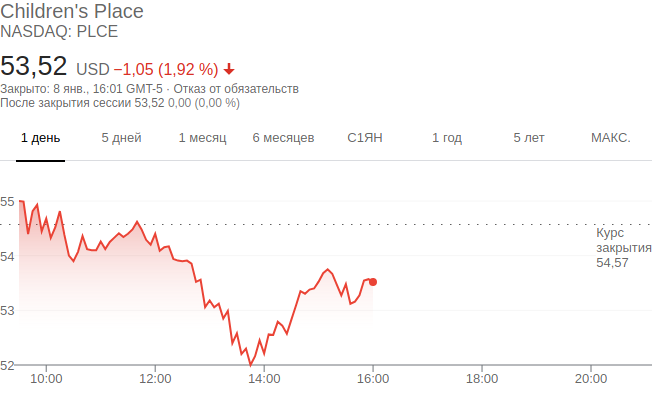 Children's Place
NASDAQ: PLCE
53,52 USD −1,05 (1,92 %)
Закрыто: 8 янв., 16:01 GMT-5 · Отказ от обязательств
После закрытия сессии 53,52 0,00 (0,00 %)
1 день 5 дней 1 месяц 6 месяцев С1ЯН 1 год 5 лет МАКС.
55
Курс
закрытия
54
54,57
53
52
10:00 12:00 14:00 16:00 18:00 20:00